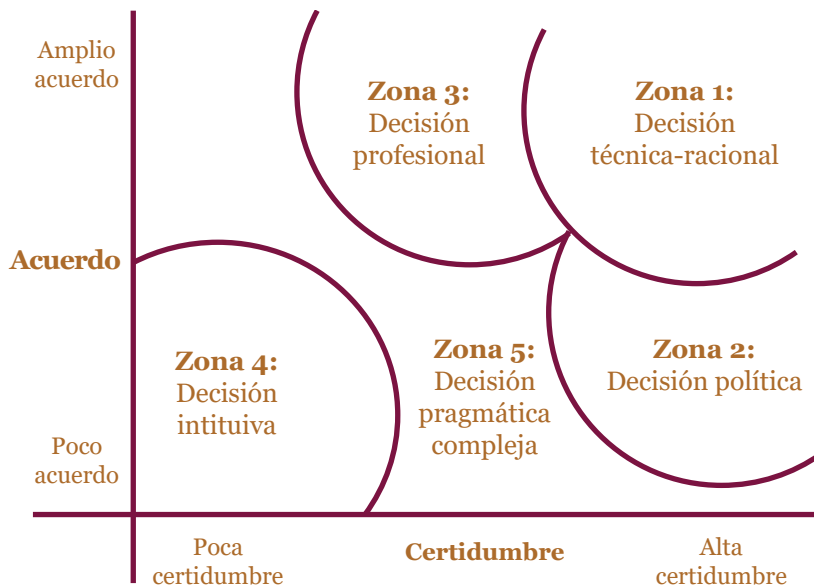 Amplio
acuerdo
Zona 3:
Decisión
profesional
Zona 1:
Decisión
técnica-racional
Acuerdo
Zona 4:
Decisión
intituiva
Zona 5:
Decisión
pragmática
compleja
Zona 2:
Decisión política
Poco
acuerdo
Poca
certidumbre
Certidumbre
Alta
certidumbre